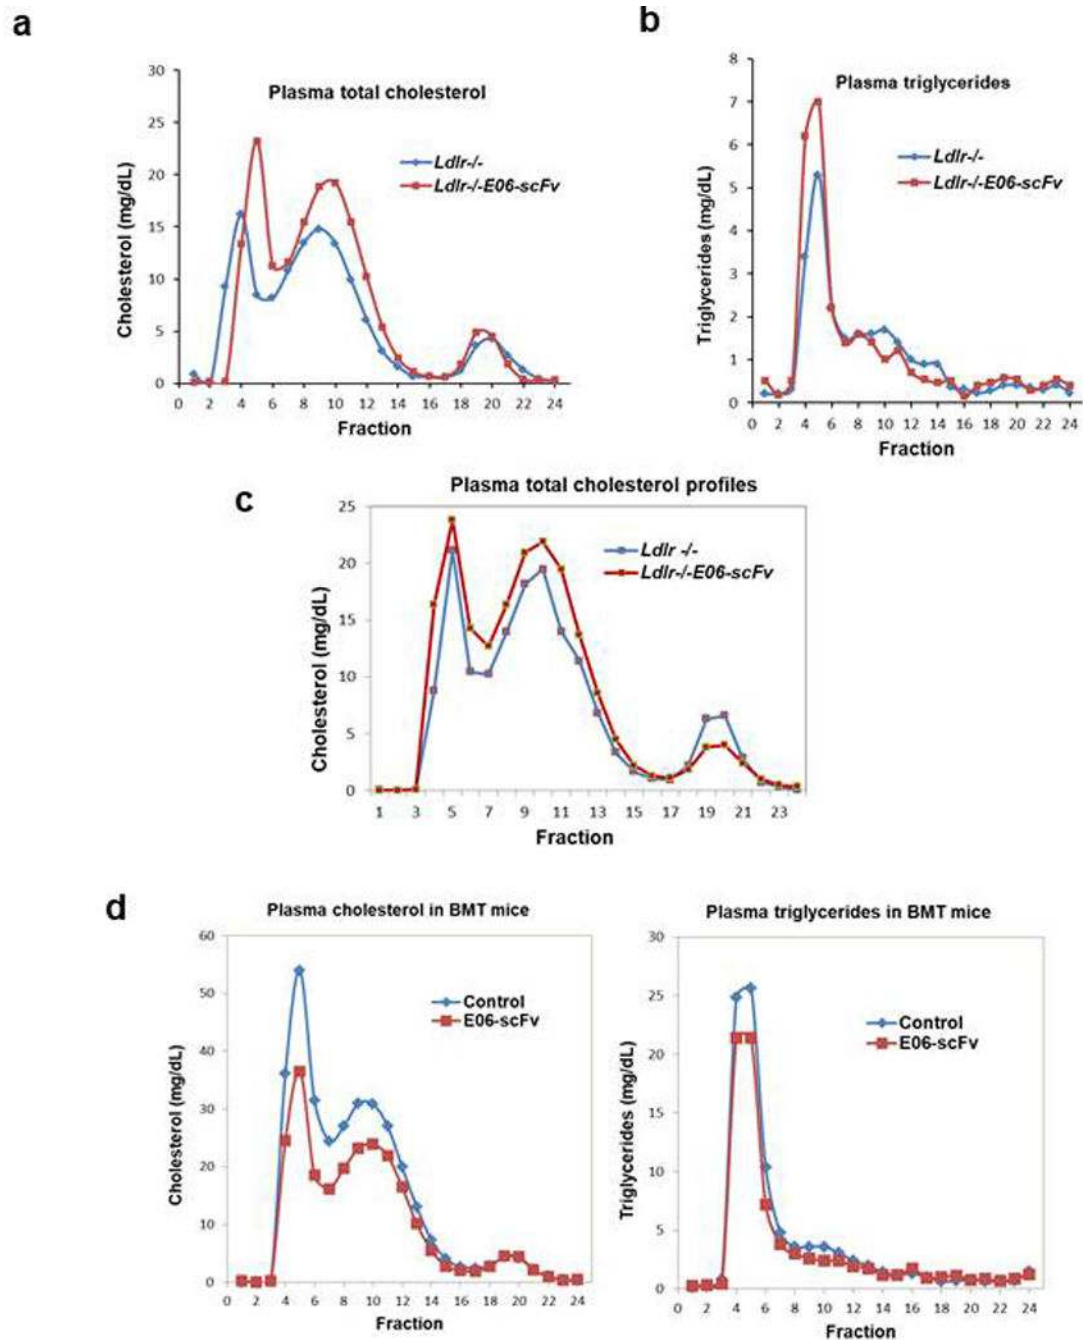 a
Plasma total cholesterol
Cholesterol (mg/dL)
30
25
20
15
10
5
0
Ldlr-/-
Ldlr-/-E06-scFv
0 2 4 6 8 10 12 14 16 18 20 22 24
Fraction
b
Plasma triglycerides
Triglycerides (mg/dL)
8
7
6
5
4
3
2
1
0
Ldlr-/-
Ldlr-/-E06-scFv
0 2 4 6 8 10 12 14 16 18 20 22 24
Fraction
c
Plasma total cholesterol profiles
Cholesterol (mg/dL)
25
20
15
10
5
0
Ldlr -/-
Ldlr-/-E06-scFv
1 3 5 7 9 11 13 15 17 19 21 23
Fraction
d
Plasma cholesterol in BMT mice
Cholesterol (mg/dL)
60
50
40
30
20
10
0
Control
E06-scFv
0 2 4 6 8 10 12 14 16 18 20 22 24
Fraction
Plasma triglycerides in BMT mice
Triglycerides (mg/dL)
30
25
20
15
10
5
0
Control
E06-scFv
0 2 4 6 8 10 12 14 16 18 20 22 24
Fraction